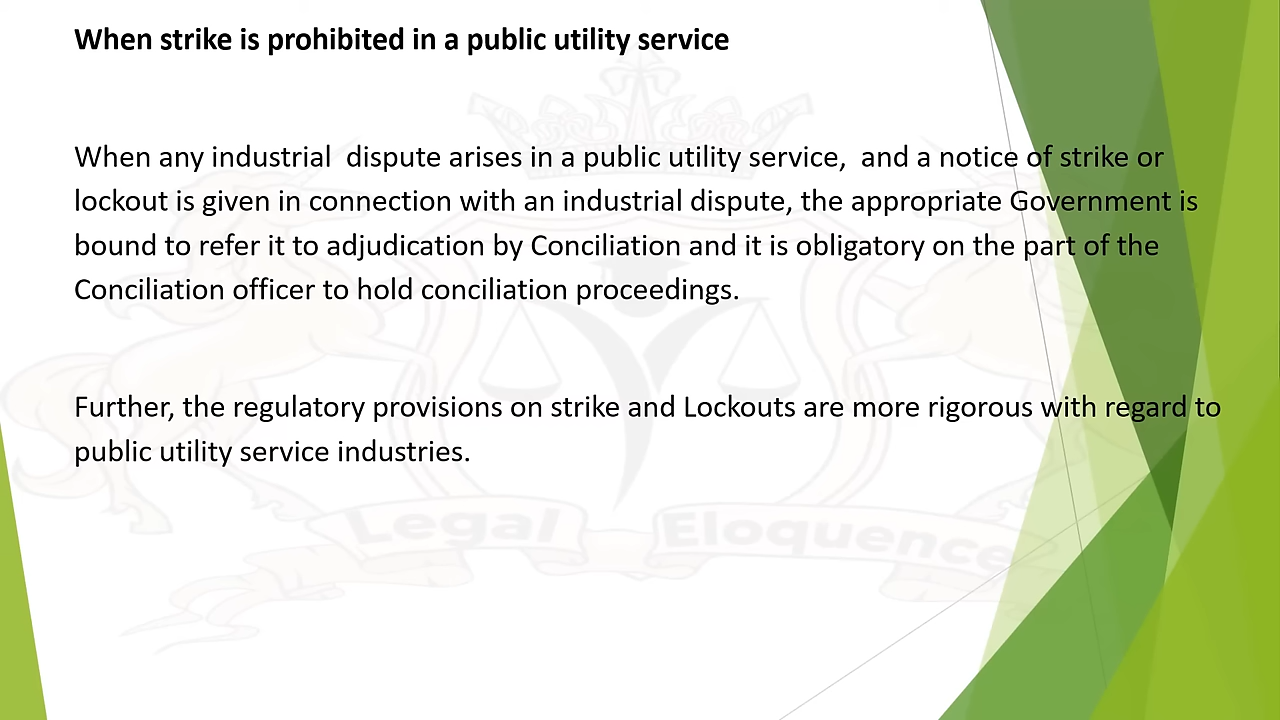 When strike is prohibited in a public utility service
When any industrial  dispute arises in a public utility service,  and a notice of strike or
lockout is given in connection with an industrial dispute, the appropriate Government is
bound to refer it to adjudication by Conciliation and it is obligatory on the part of the
Conciliation officer to hold conciliation proceedings.
Further, the regulatory provisions on strike and Lockouts are more rigorous with regard to
public utility service industries.
Legal Eloquence